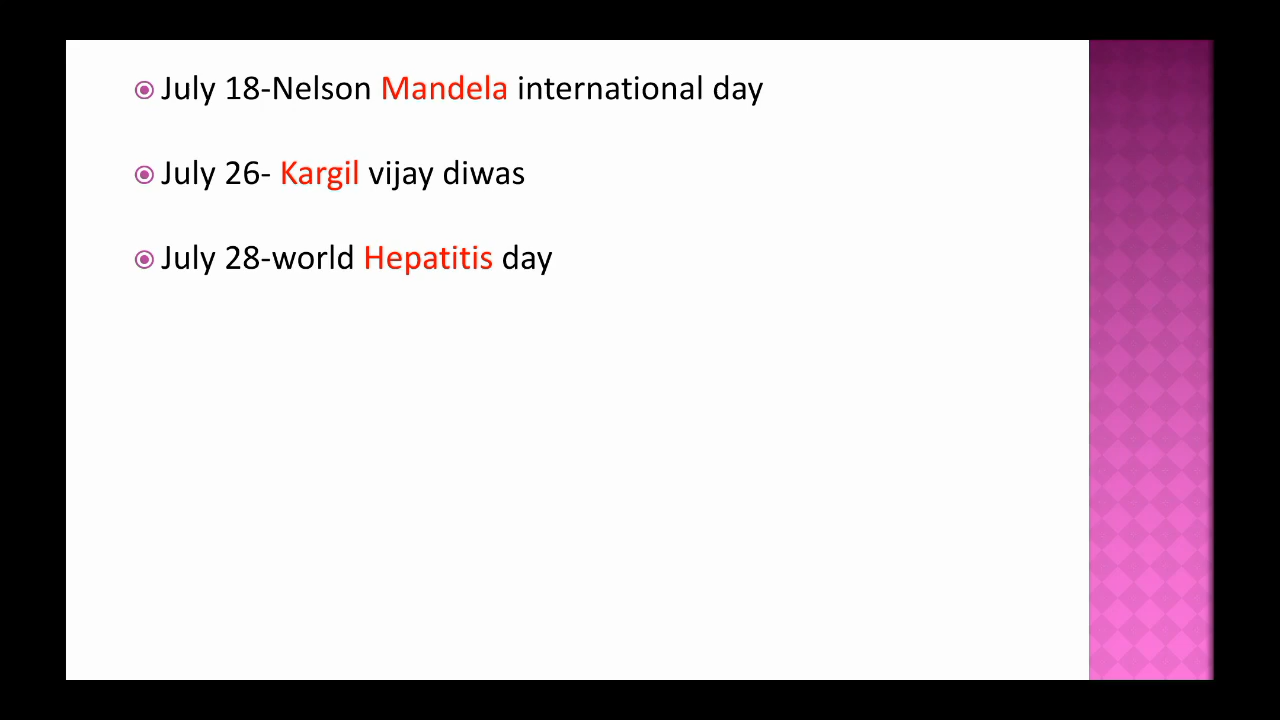 July 18-Nelson Mandela international day
July 26- Kargil vijay diwas
July 28-world Hepatitis day